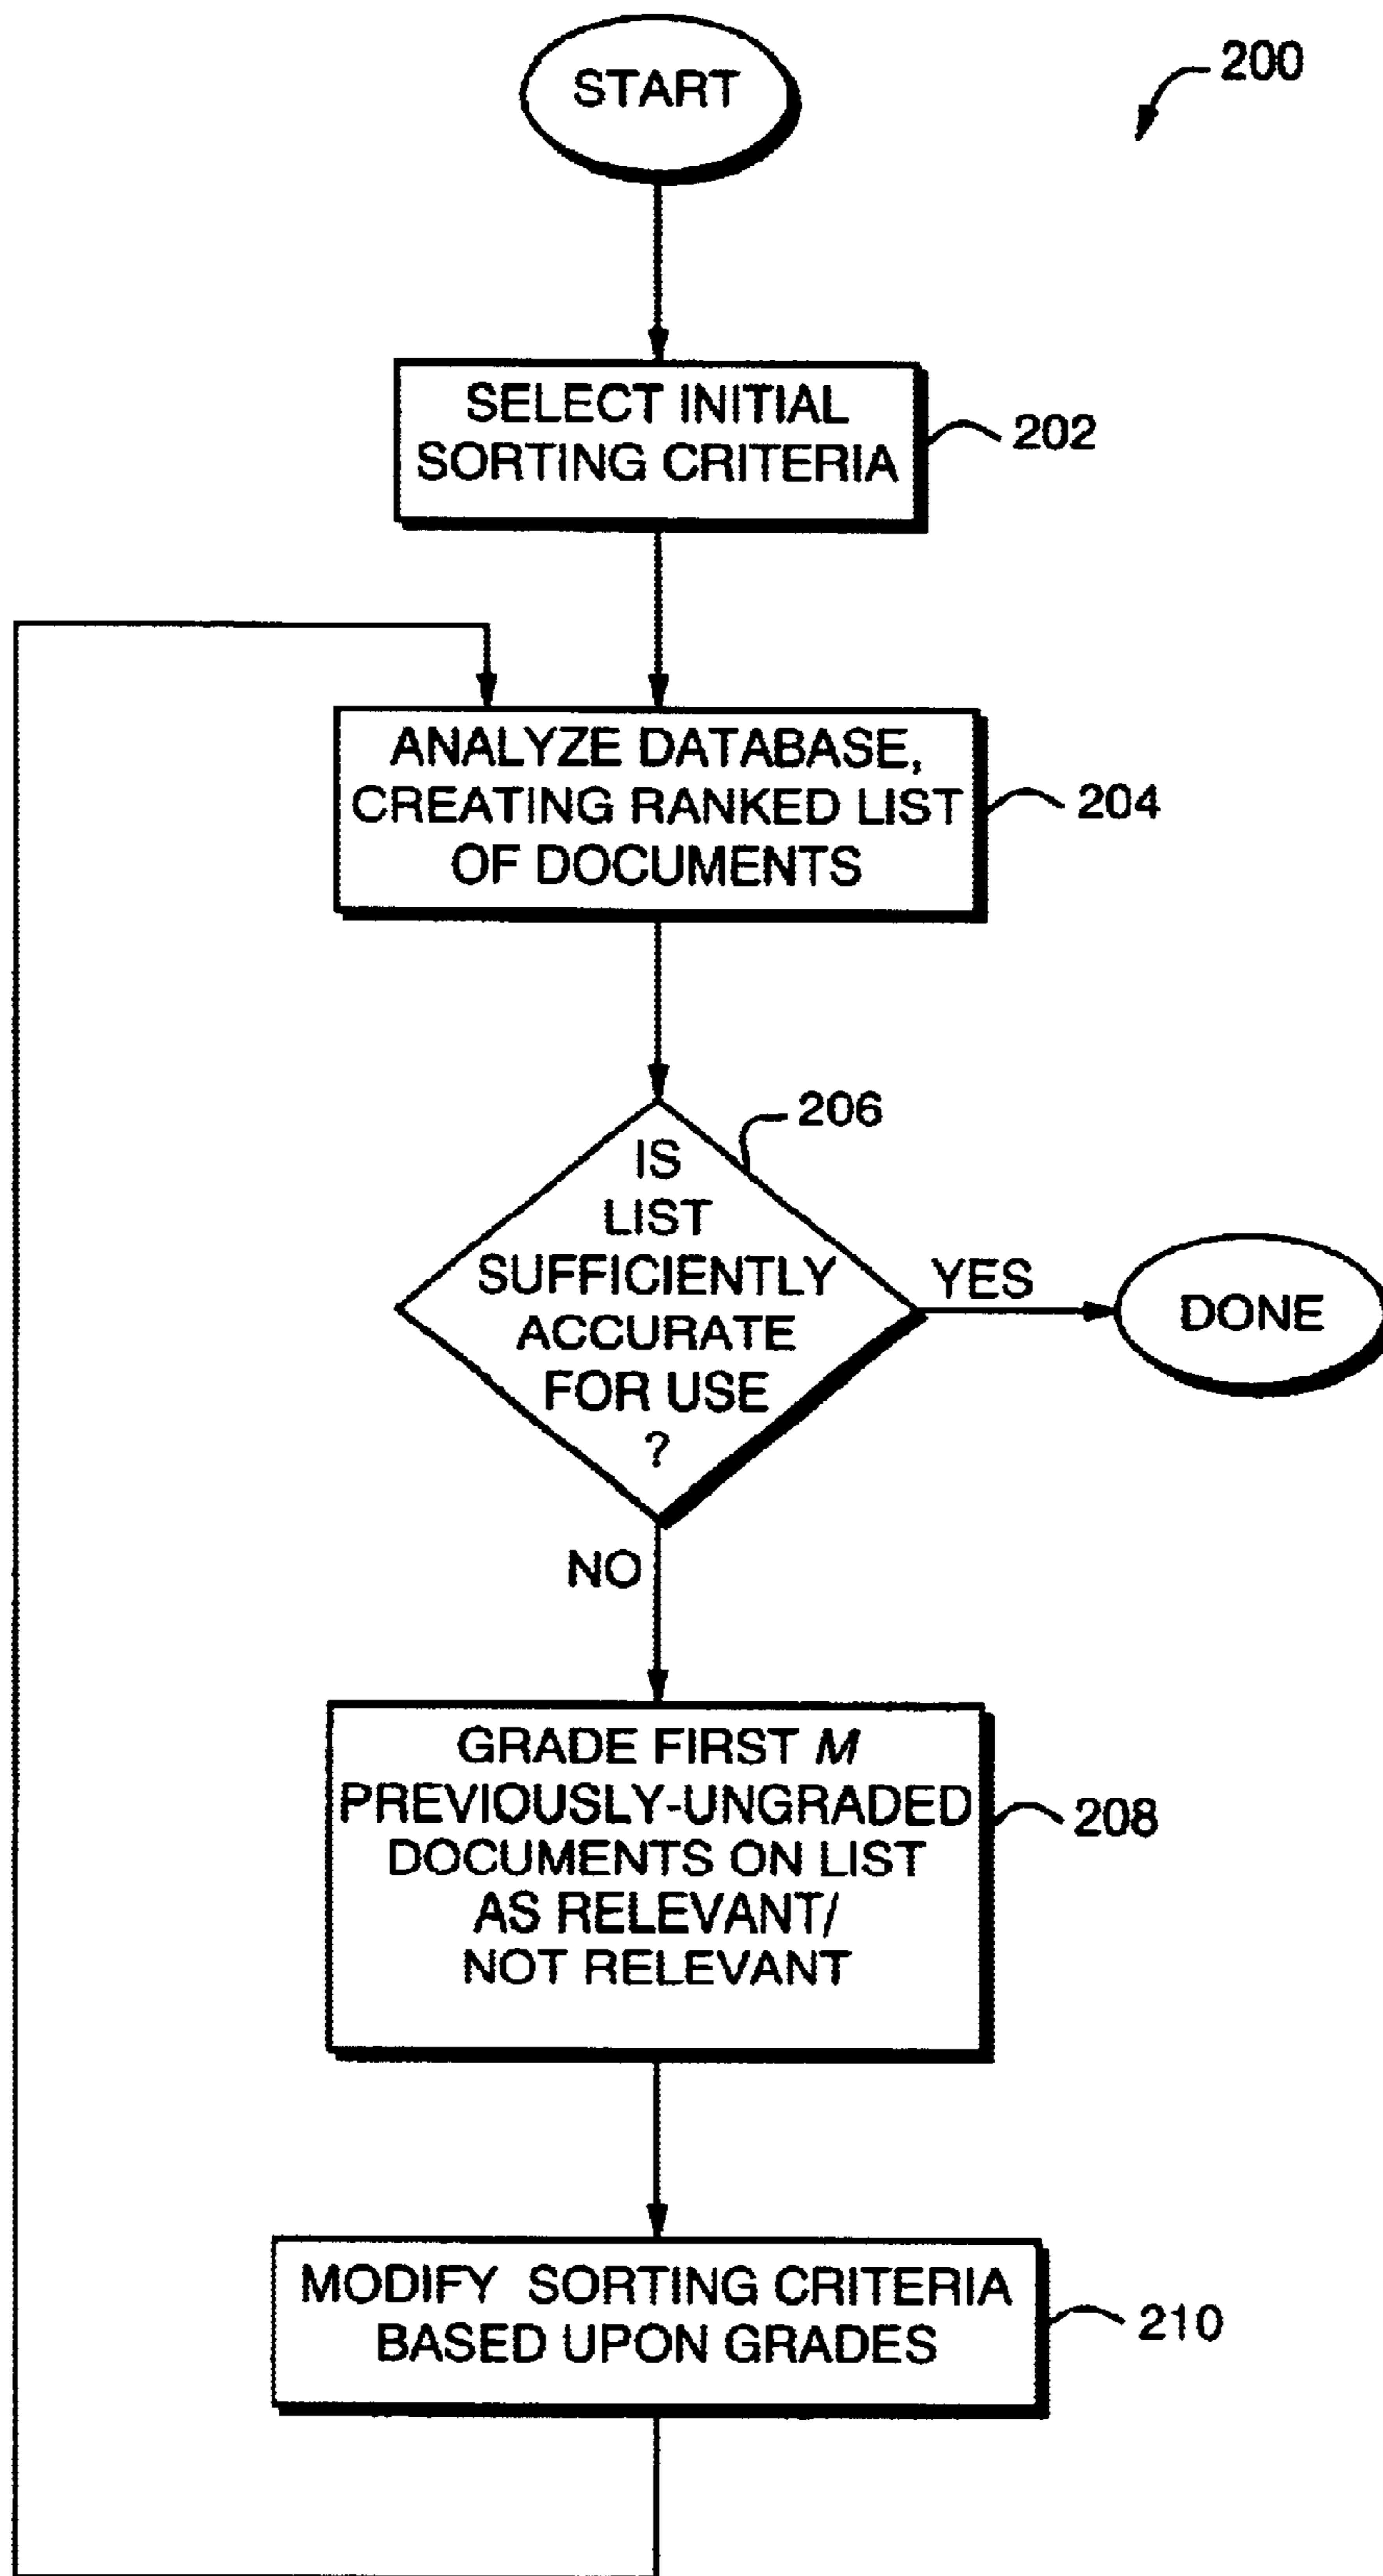 START
200
SELECT INITIAL
SORTING CRITERIA
202
ANALYZE DATABASE,
CREATING RANKED LIST
OF DOCUMENTS
204
206
IS
LIST
SUFFICIENTLY
ACCURATE
FOR USE
?
YES
DONE
NO
GRADE FIRST M
PREVIOUSLY-UNGRADED
DOCUMENTS ON LIST
AS RELEVANT/
NOT RELEVANT
208
MODIFY SORTING CRITERIA
BASED UPON GRADES
210